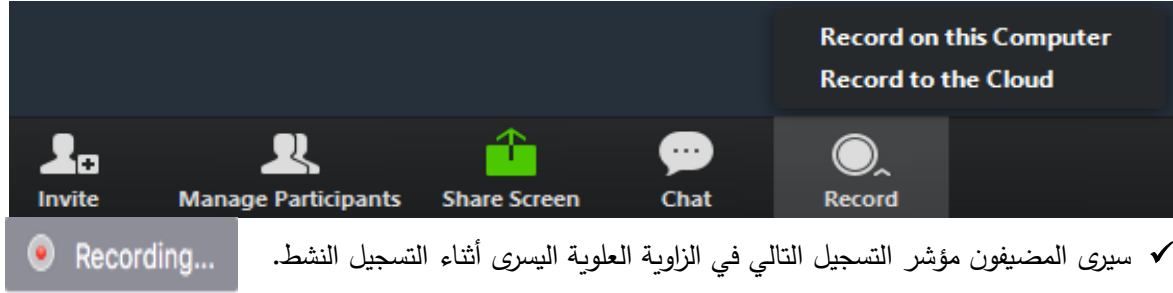 Record on this Computer
Record to the Cloud
Invite Manage Participants Share Screen Chat Record
✓ سيرى المضيفون مؤشر التسجيل التالي في الزاوية العلوية اليسرى أثناء التسجيل النشط.
Recording...